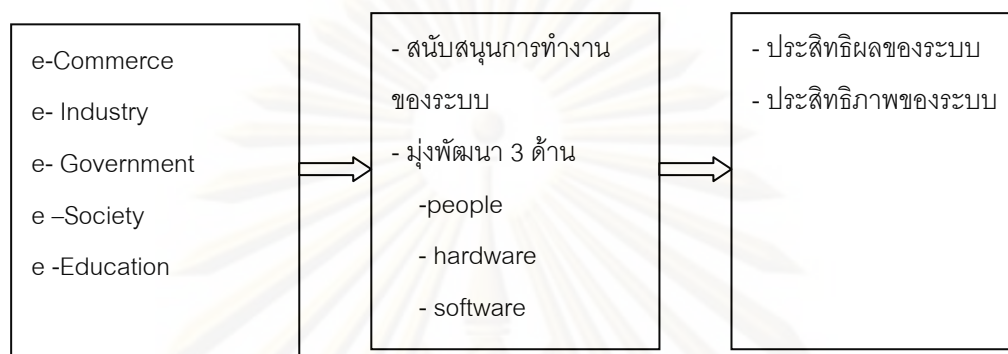 e-Commerce
e- Industry
e- Government
e –Society
e -Education
- สนับสนุนการทำงาน
ของระบบ
- มุ่งพัฒนา 3 ด้าน
-people
- hardware
- software
- ประสิทธิผลของระบบ
- ประสิทธิภาพของระบบ